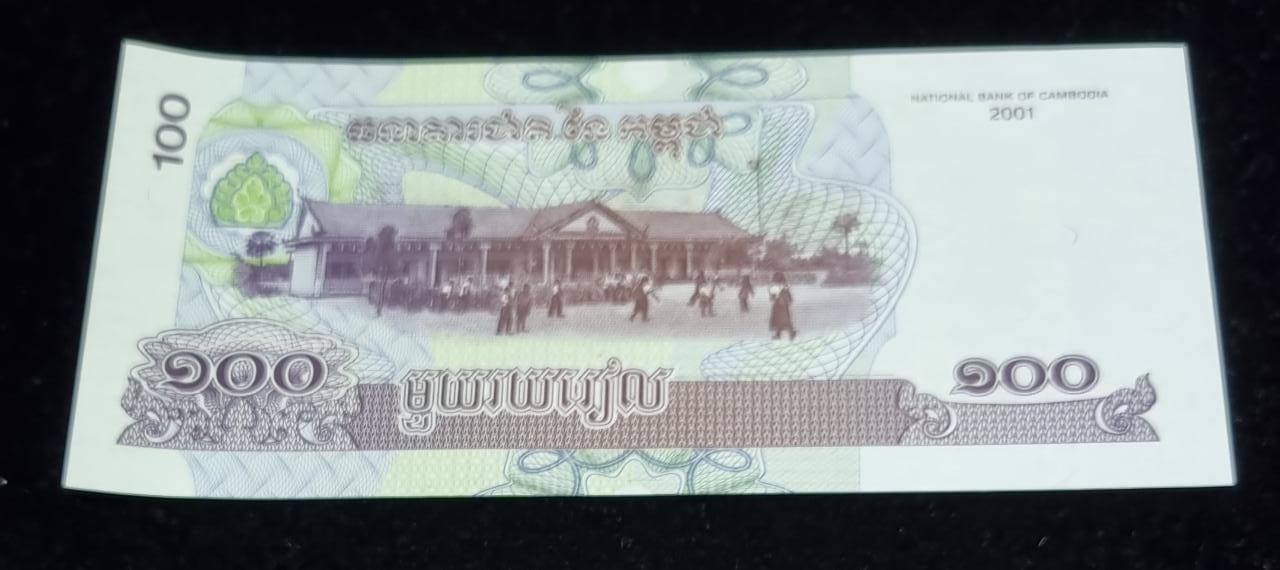 100
NATIONAL BANK OF CAMBODIA
2001
ធនាគារជាតិ នៃ កម្ពុជា
១០០
មួយរយរៀល
១០០